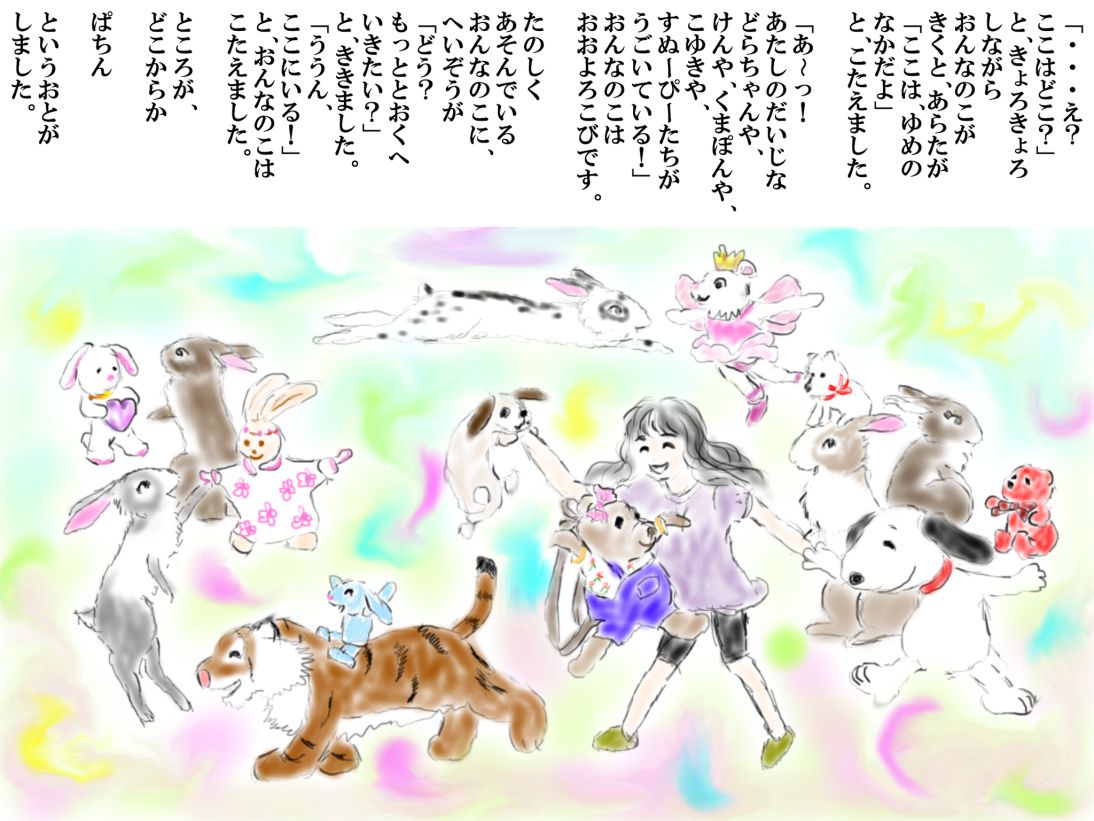 「・・・え？
ここはどこ？」
と、きょろきょろ
しながら
おんなのこが
きくと、あらたが
「ここは、ゆめの
なかだよ」
と、こたえました。
「あ〜っ！
あたしのだいじな
どらちゃんや、
けんや、くまぽんや、
こゆきや、
すぬーぴーたちが
うごいている！」
おんなのこは
おおよろこびです。
たのしく
あそんでいる
おんなのこに、
へいぞうが
「どう？
もっととおくへ
いきたい？」
と、ききました。
「ううん、
ここにいる！」
と、おんなのこは
こたえました。
ところが、
どこからか
ぱちん
というおとが
しました。